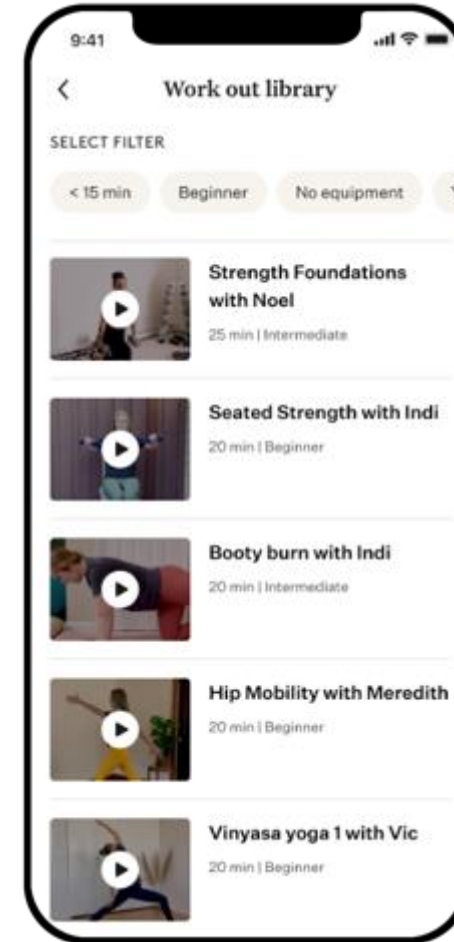 9:41
Work out library
SELECT FILTER
< 15 min Beginner No equipment
Strength Foundations
with Noel
25 min | Intermediate
Seated Strength with Indi
20 min | Beginner
Booty burn with Indi
20 min | Intermediate
Hip Mobility with Meredith
20 min | Beginner
Vinyasa yoga 1 with Vic
20 min | Beginner